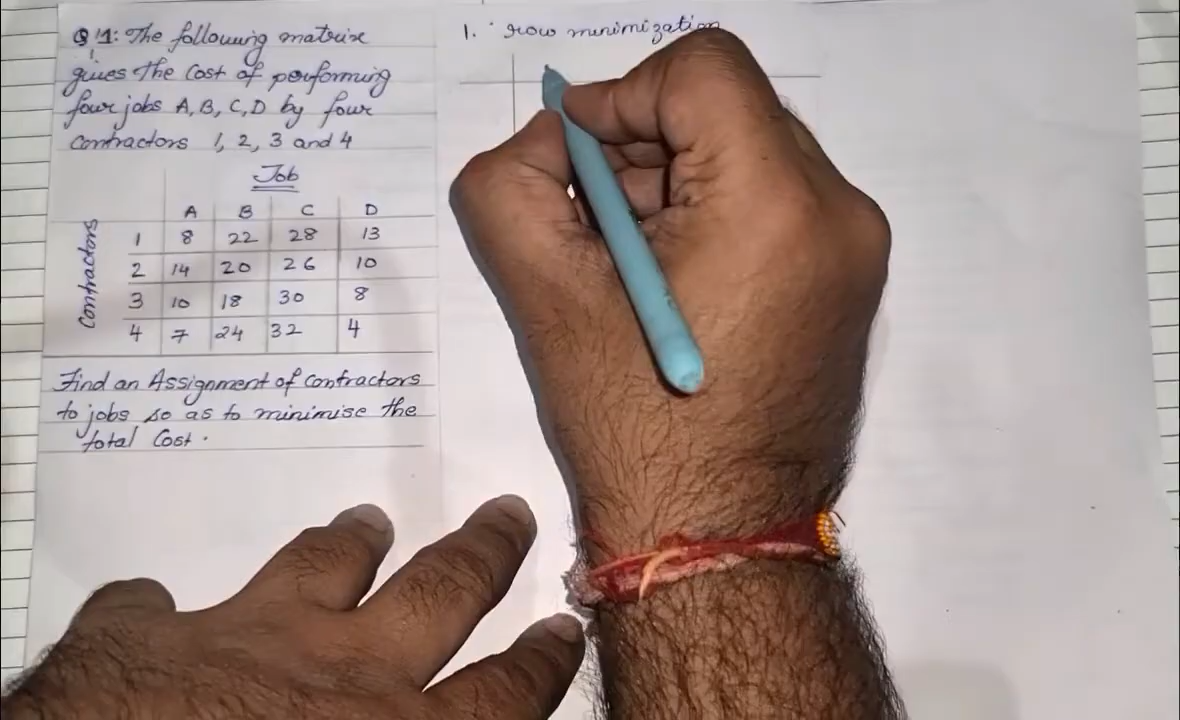 Q 1: The following matrix
gives the cost of performing
four jobs A, B, C, D by four
contractors 1, 2, 3 and 4
Job
A B C D
Contractors
1 8 22 28 13
2 14 20 26 10
3 10 18 30 8
4 7 24 32 4
Find an Assignment of contractors
to jobs so as to minimise the
total cost.
1. row minimization